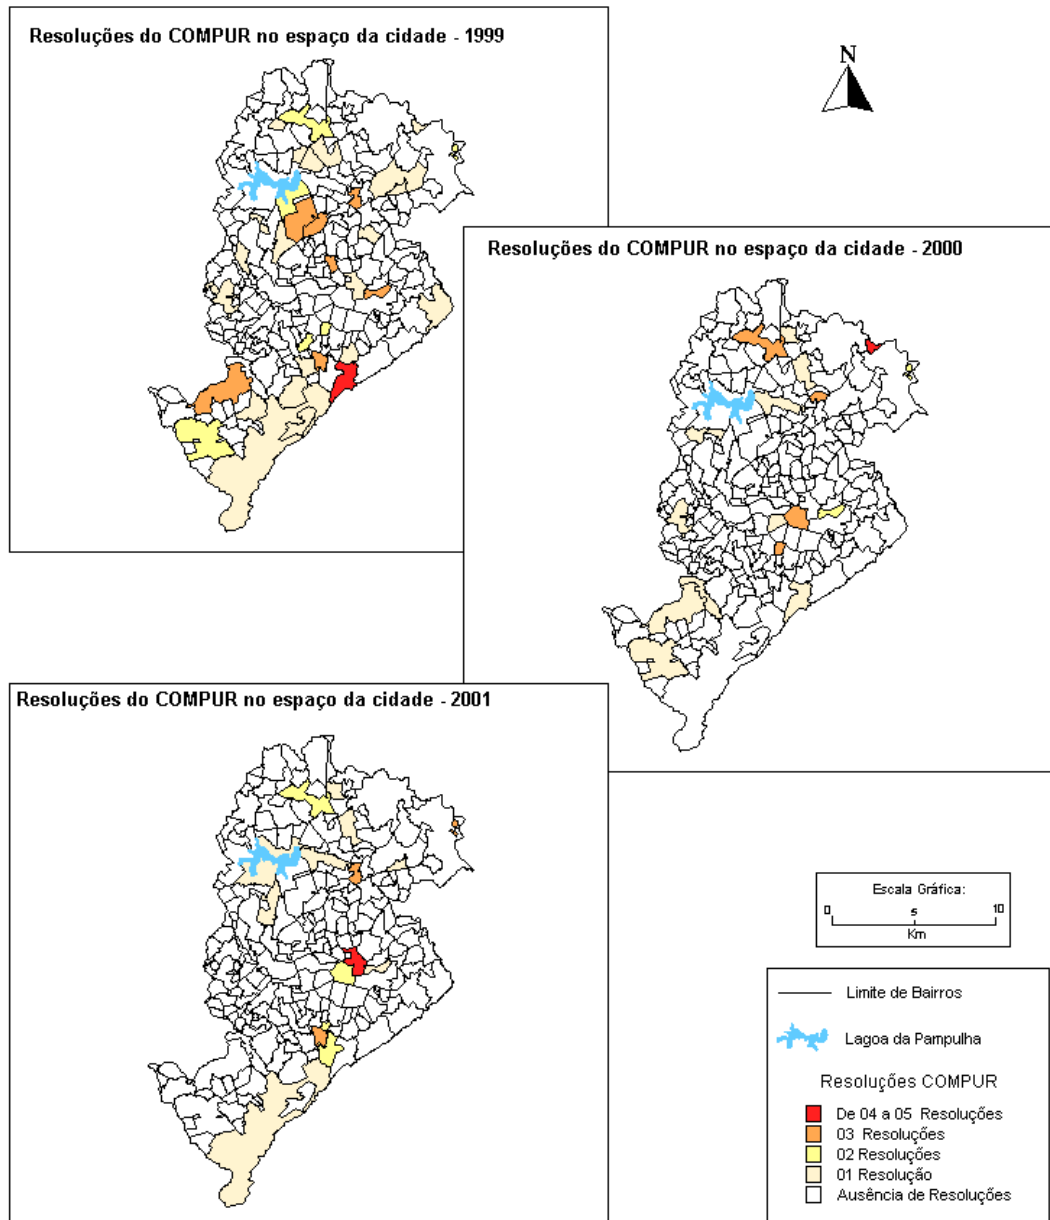 Resoluções do COMPUR no espaço da cidade - 1999
N
Resoluções do COMPUR no espaço da cidade - 2000
Resoluções do COMPUR no espaço da cidade - 2001
Escala Gráfica:
0 5 10
Km
Limite de Bairros
Lagoa da Pampulha
Resoluções COMPUR
De 04 a 05 Resoluções
03 Resoluções
02 Resoluções
01 Resolução
Ausência de Resoluções